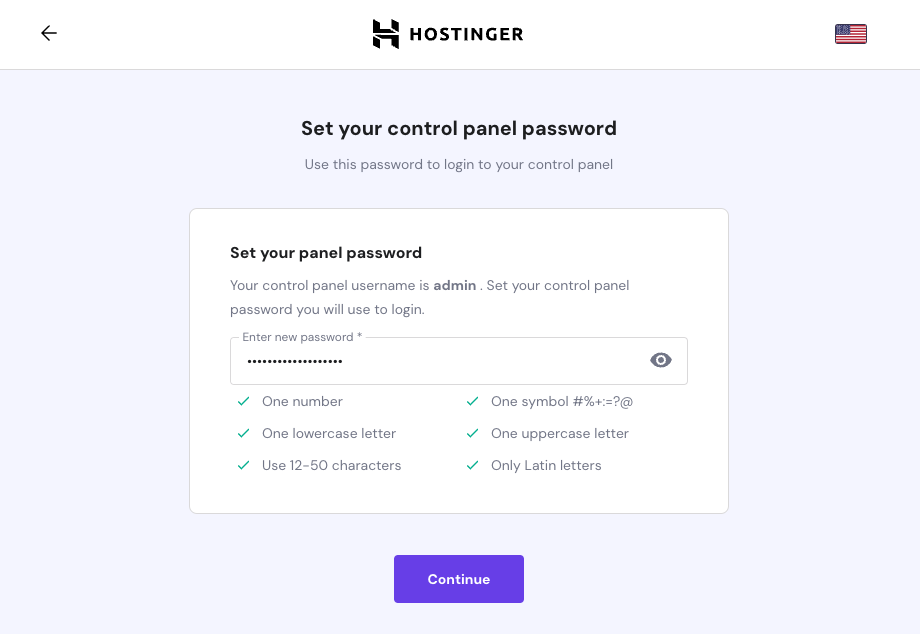 HOSTINGER
Set your control panel password
Use this password to login to your control panel
Set your panel password
Your control panel username is admin . Set your control panel
password you will use to login.
Enter new password *
•••••••••••••••••••
One number
One symbol #%+:=?@
One lowercase letter
One uppercase letter
Use 12-50 characters
Only Latin letters
Continue